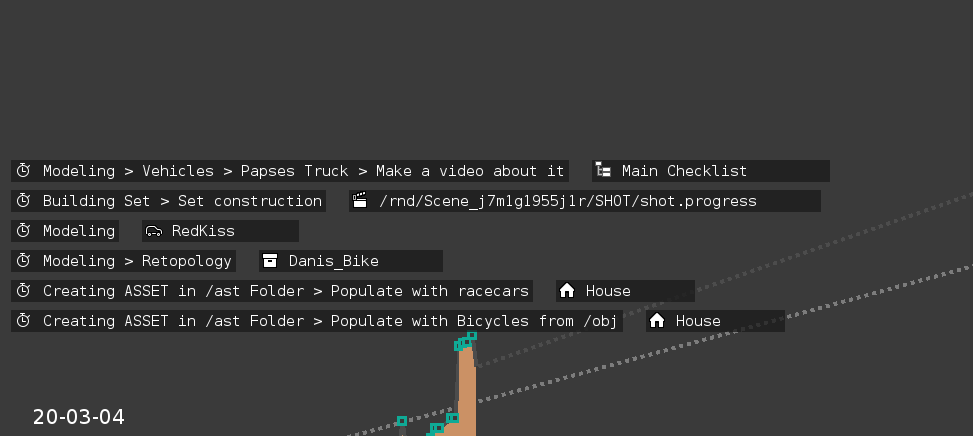 Modeling > Vehicles > Papses Truck > Make a video about it Main Checklist
Building Set > Set construction /rnd/Scene_j7m1g1955j1r/SHOT/shot.progress
Modeling RedKiss
Modeling > Retopology Danis_Bike
Creating ASSET in /ast Folder > Populate with racecars House
Creating ASSET in /ast Folder > Populate with Bicycles from /obj House
20-03-04